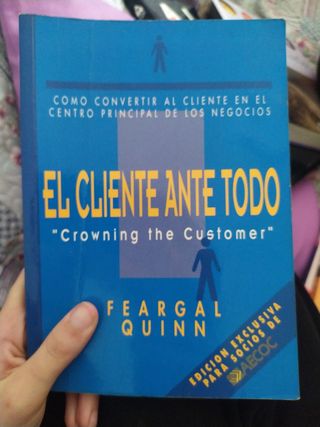 COMO CONVERTIR AL CLIENTE EN EL
CENTRO PRINCIPAL DE LOS NEGOCIOS
EL CLIENTE ANTE TODO
"Crowning the Customer"
FEARGAL
QUINN
EDICION EXCLUSIVA
PARA SOCIOS DE
AECOC